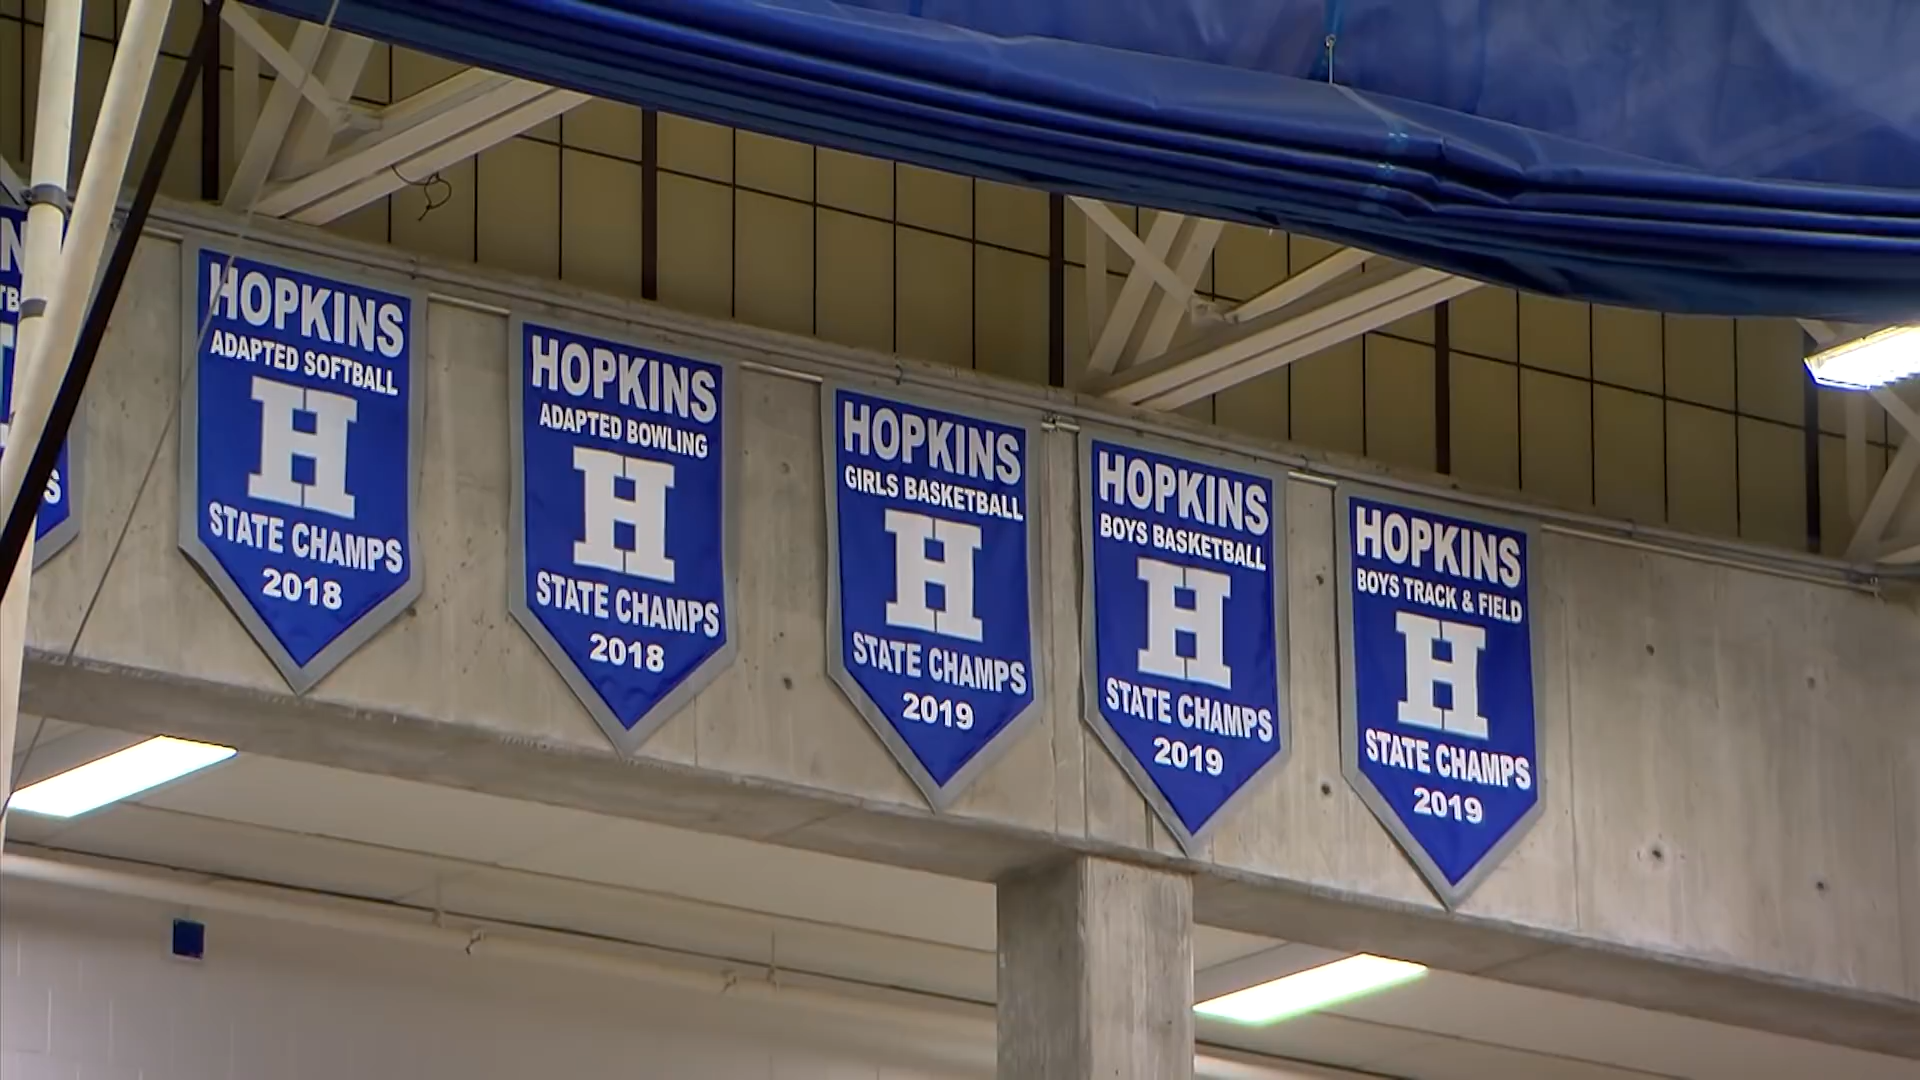 HOPKINS
ADAPTED SOFTBALL
H
STATE CHAMPS
2018
HOPKINS
ADAPTED BOWLING
H
STATE CHAMPS
2018
HOPKINS
GIRLS BASKETBALL
H
STATE CHAMPS
2019
HOPKINS
BOYS BASKETBALL
H
STATE CHAMPS
2019
HOPKINS
BOYS TRACK & FIELD
H
STATE CHAMPS
2019